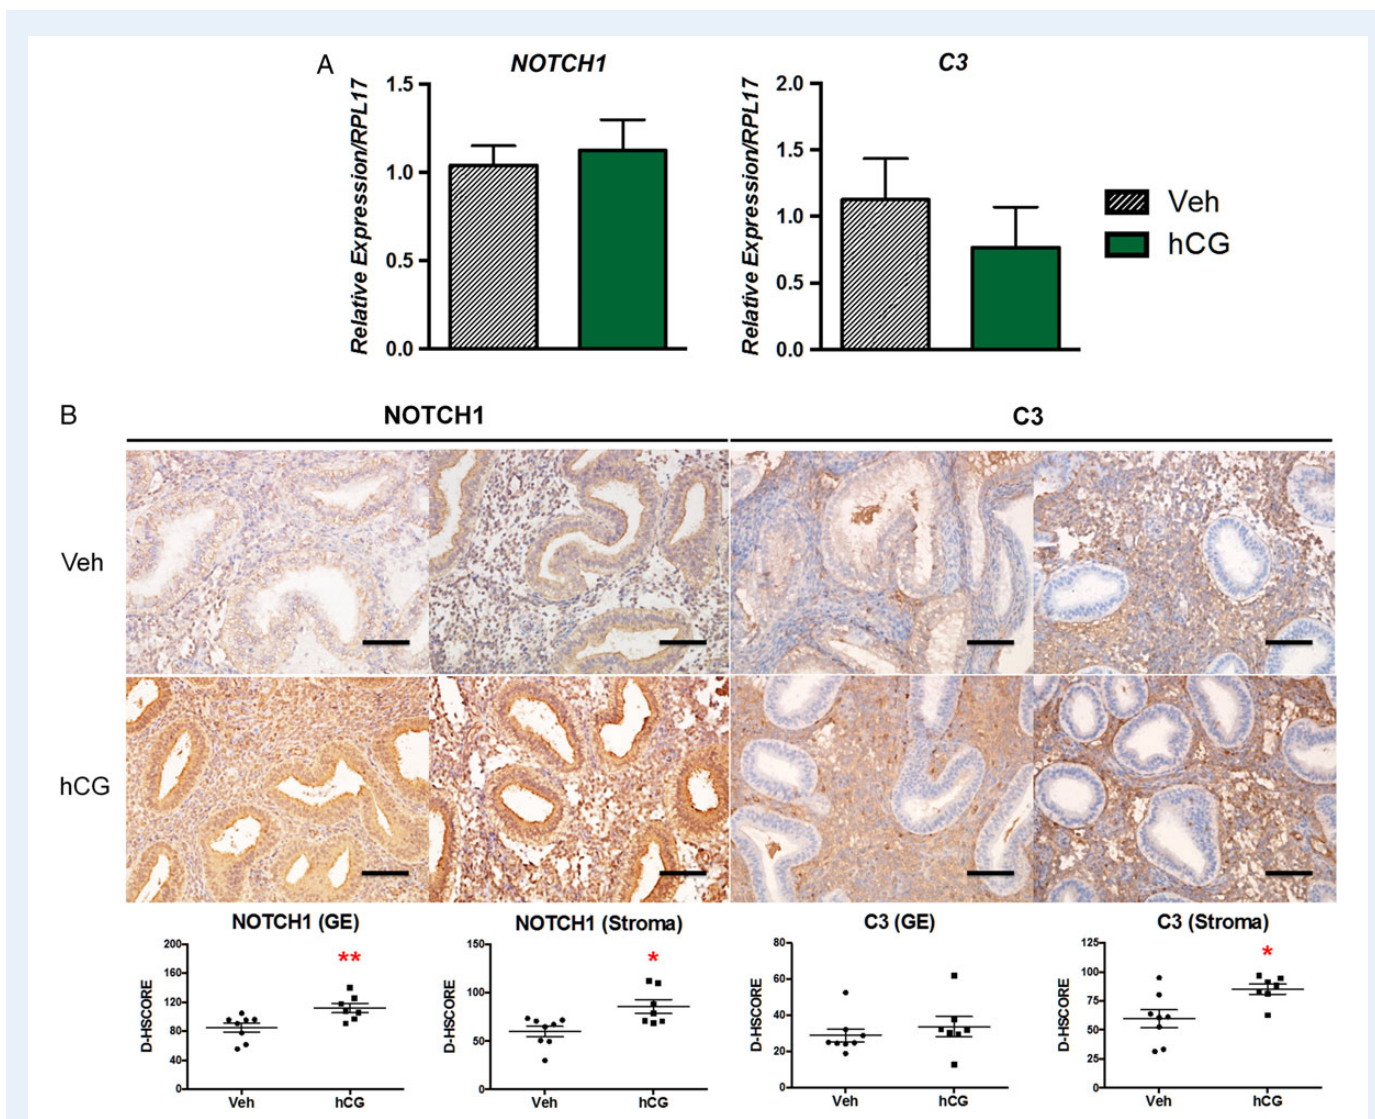 A
NOTCH1
C3
Relative Expression/RPL17
1.5
1.0
0.5
0.0
Relative Expression/RPL17
2.0
1.5
1.0
0.5
0.0
Veh
hCG
B
NOTCH1
C3
Veh
hCG
NOTCH1 (GE)
D-HSCORE
200
160
120
80
40
0
**
Veh
hCG
NOTCH1 (Stroma)
D-HSCORE
150
100
50
0
*
Veh
hCG
C3 (GE)
D-HSCORE
80
60
40
20
0
Veh
hCG
C3 (Stroma)
D-HSCORE
125
100
75
50
25
0
*
Veh
hCG